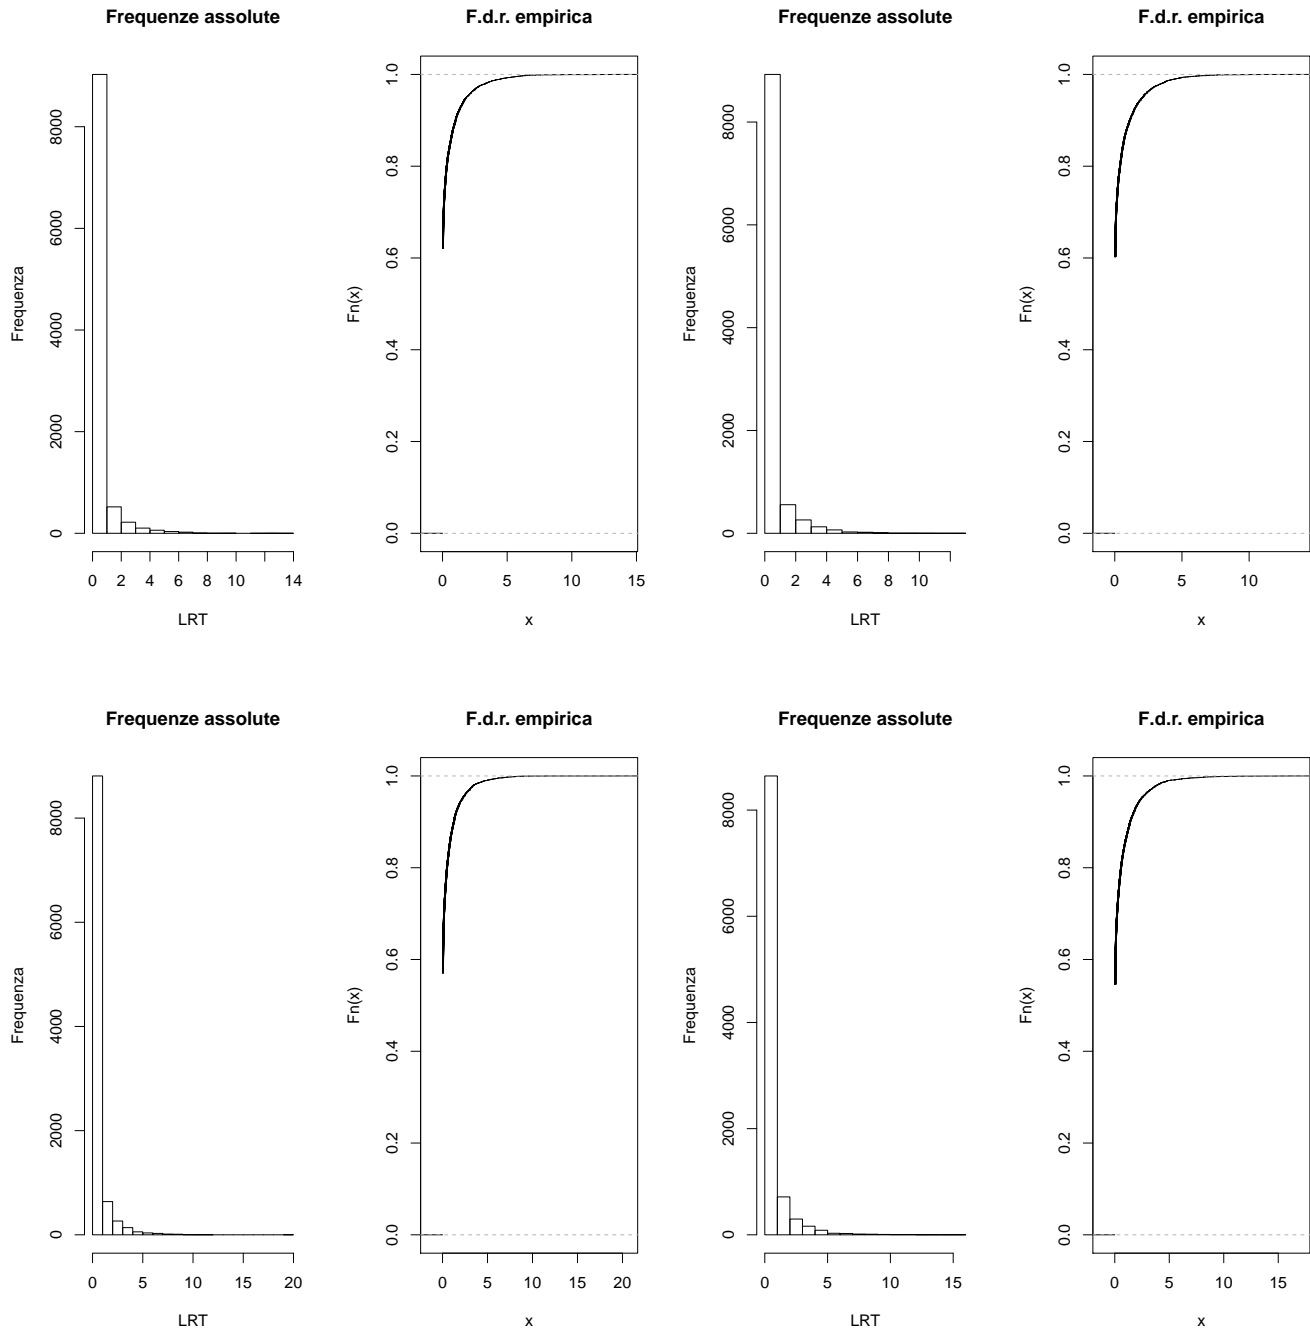 Frequenze assolute
Frequenza
0 2000 4000 6000 8000
0 2 4 6 8 10 14
LRT
F.d.r. empirica
Fn(x)
0.0 0.2 0.4 0.6 0.8 1.0
0 5 10 15
x
Frequenze assolute
Frequenza
0 2000 4000 6000 8000
0 2 4 6 8 10
LRT
F.d.r. empirica
Fn(x)
0.0 0.2 0.4 0.6 0.8 1.0
0 5 10
x
Frequenze assolute
Frequenza
0 2000 4000 6000 8000
0 5 10 15 20
LRT
F.d.r. empirica
Fn(x)
0.0 0.2 0.4 0.6 0.8 1.0
0 5 10 15 20
x
Frequenze assolute
Frequenza
0 2000 4000 6000 8000
0 5 10 15
LRT
F.d.r. empirica
Fn(x)
0.0 0.2 0.4 0.6 0.8 1.0
0 5 10 15
x